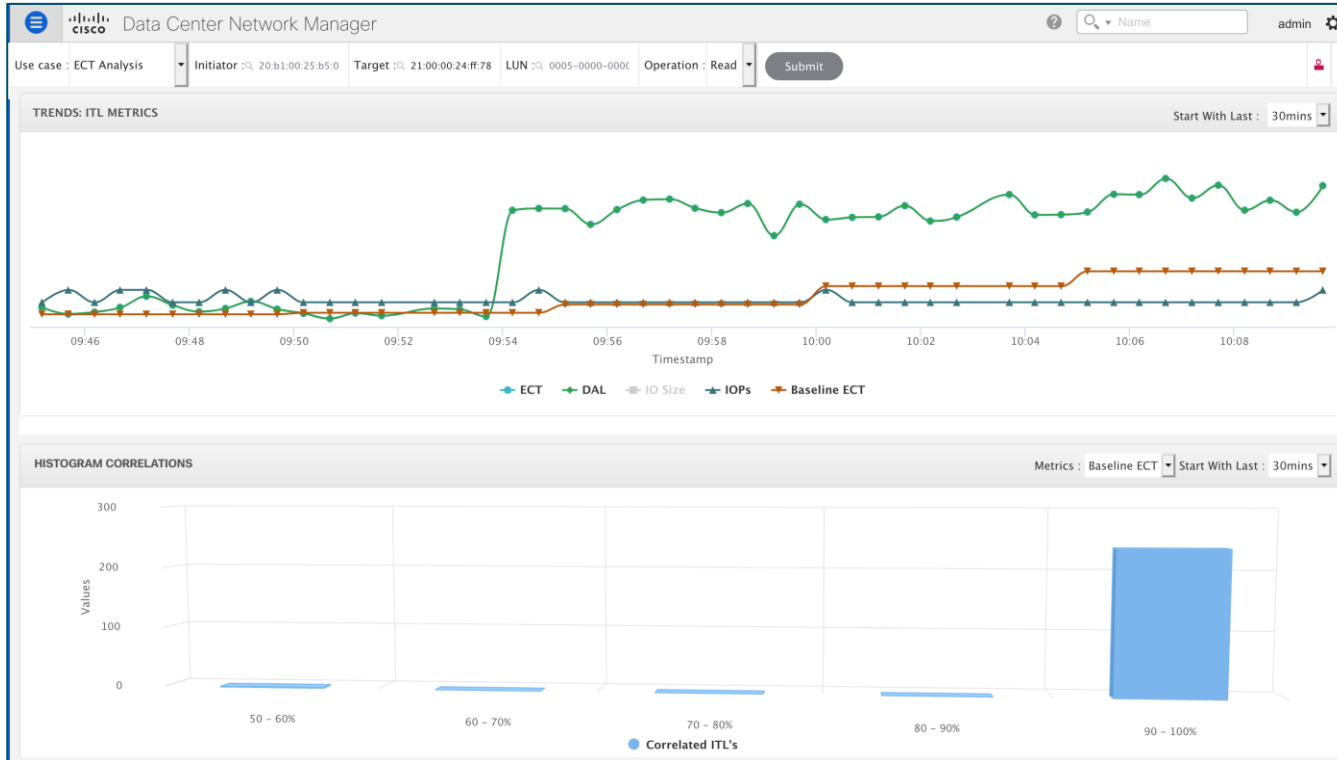 cisco Data Center Network Manager Name admin
Use case : ECT Analysis Initiator : 20:b1:00:25:b5:0 Target : 21:00:00:24:ff:78 LUN : 0005-0000-000( Operation : Read Submit
TRENDS: ITL METRICS Start With Last : 30mins
09:46 09:48 09:50 09:52 09:54 09:56 09:58 10:00 10:02 10:04 10:06 10:08
Timestamp
ECT DAL IO Size IOPs Baseline ECT
HISTOGRAM CORRELATIONS Metrics : Baseline ECT Start With Last : 30mins
300
200
100
0
Values
50 – 60% 60 – 70% 70 – 80% 80 – 90% 90 – 100%
Correlated ITL's